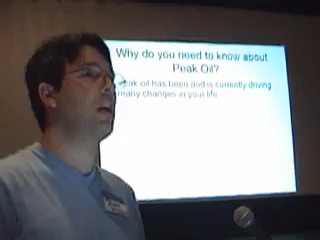 Why do you need to know about
Peak Oil?
Peak oil has been and is currently driving
many changes in your life